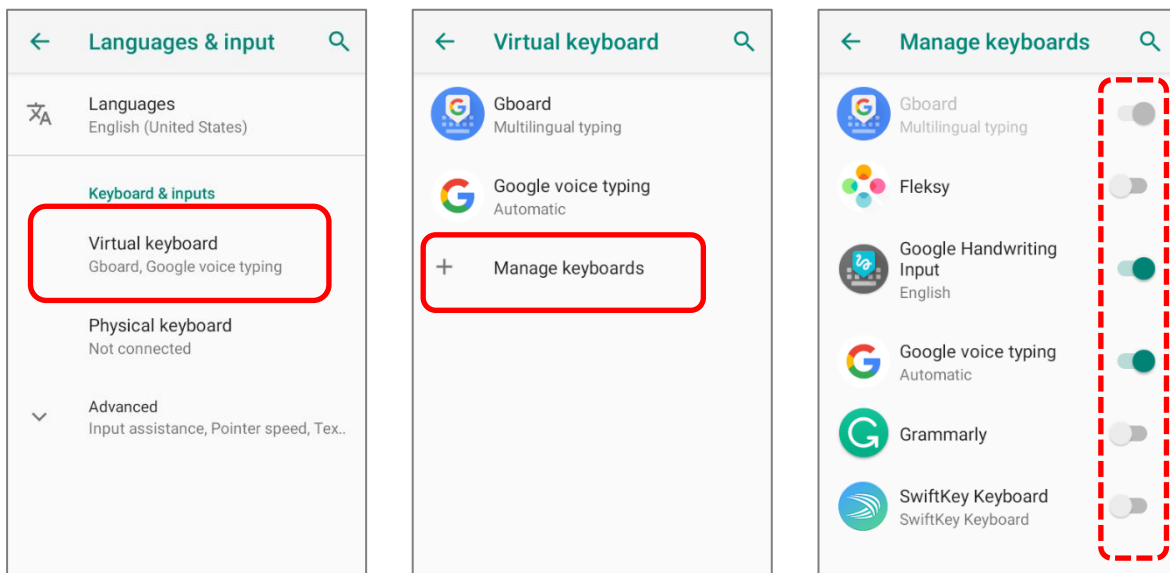 Languages & input
Languages
English (United States)
Keyboard & inputs
Virtual keyboard
Gboard, Google voice typing
Physical keyboard
Not connected
Advanced
Input assistance, Pointer speed, Tex..
Virtual keyboard
Gboard
Multilingual typing
Google voice typing
Automatic
Manage keyboards
Manage keyboards
Gboard
Multilingual typing
Fleksy
Google Handwriting
Input
English
Google voice typing
Automatic
Grammarly
SwiftKey Keyboard
SwiftKey Keyboard